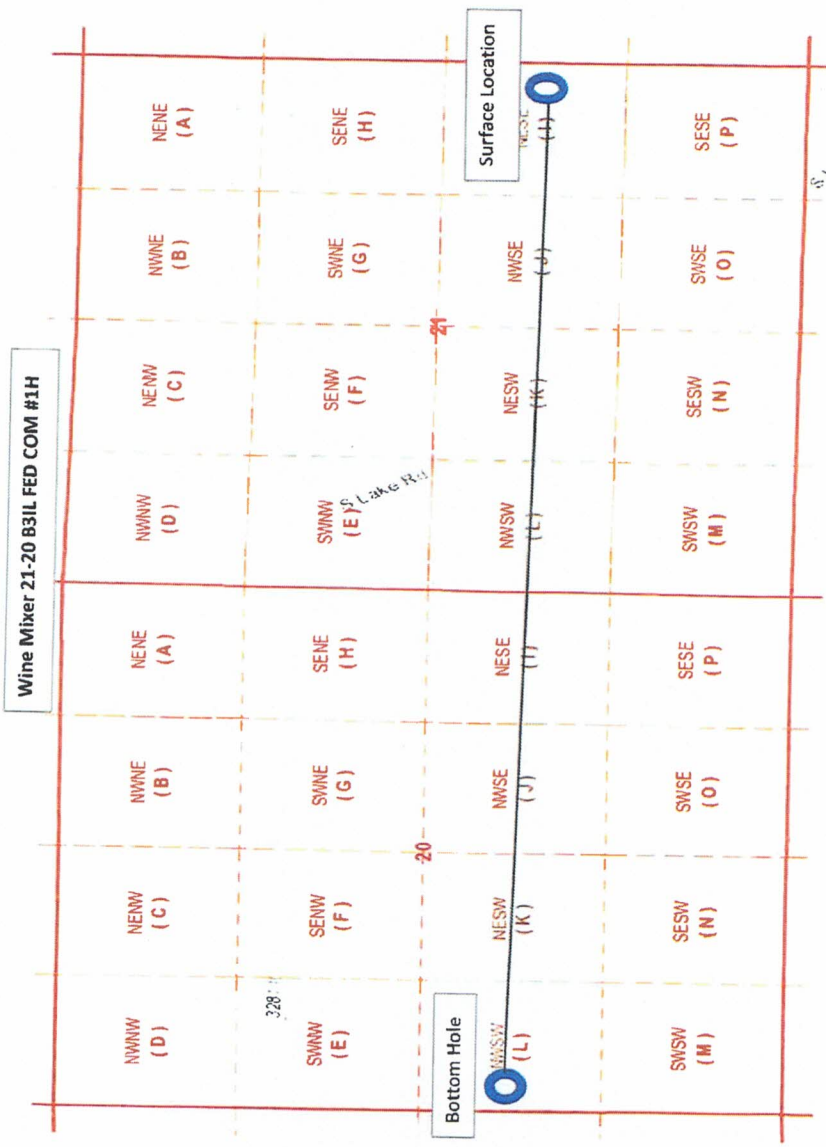 Wine Mixer 21-20 B3IL FED COM #1H
NWNW
(D)
NENW
(C)
NWNE
(B)
NENE
(A)
NWNW
(D)
NENW
(C)
NWNE
(B)
NENE
(A)
SWNW
(E)
SENW
(F)
SWNE
(G)
SENE
(H)
SWNW
(E)
S Lake Rd
SENW
(F)
SWNE
(G)
SENE
(H)
20
21
Bottom Hole
NWSW
(L)
NESW
(K)
NWSE
(J)
NESE
(I)
NWSW
(L)
NESW
(K)
NWSE
(J)
Surface Location
NESE
(I)
SWSW
(M)
SESW
(N)
SWSE
(O)
SESE
(P)
SWSW
(M)
SESW
(N)
SWSE
(O)
SESE
(P)